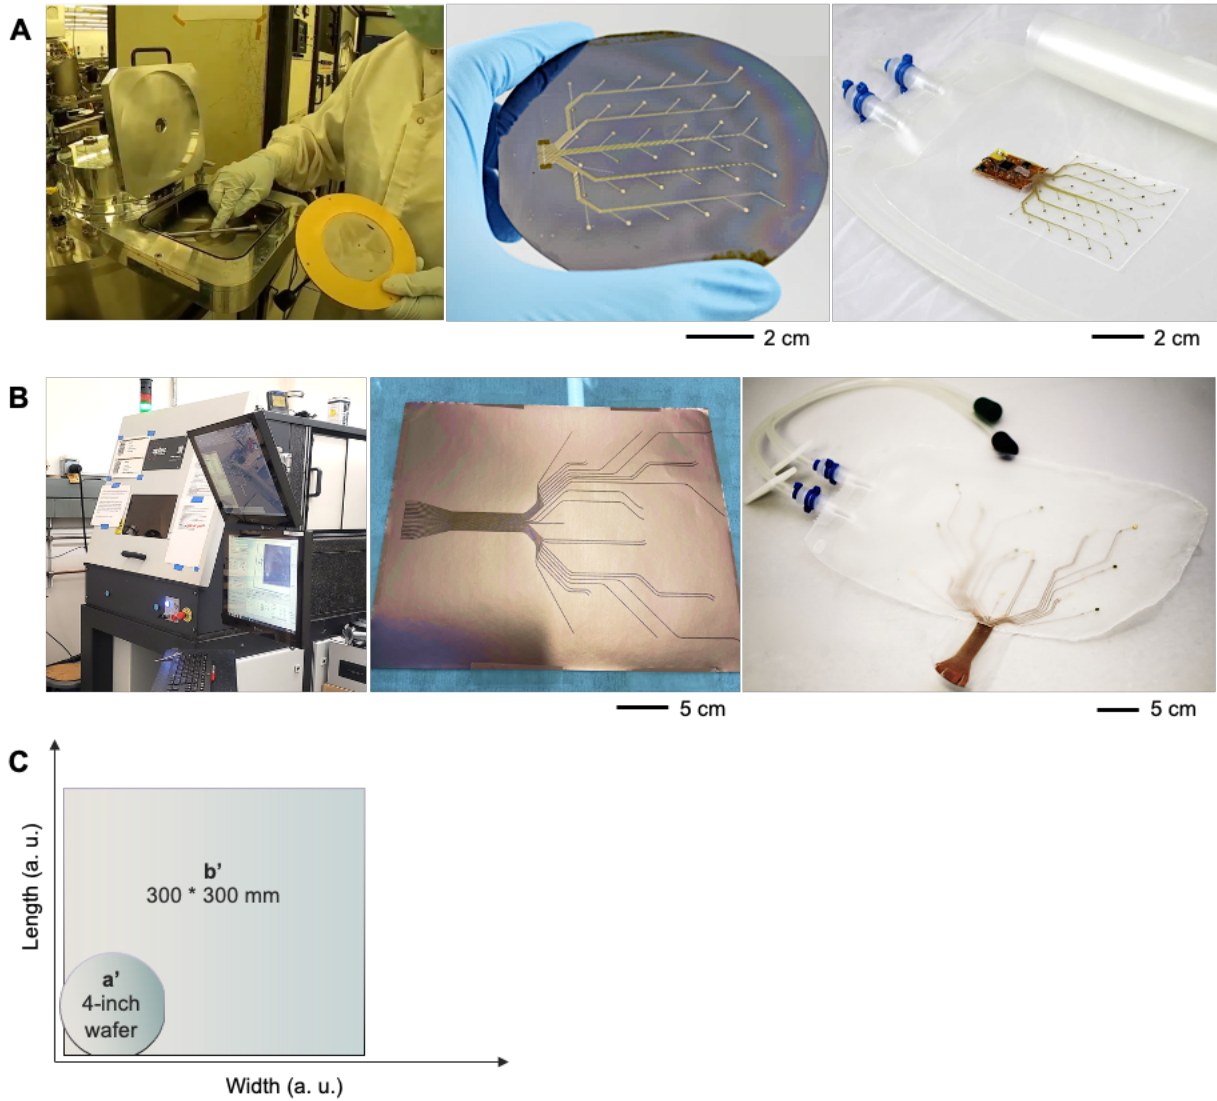 A
2 cm
2 cm
B
5 cm
5 cm
C
Length (a. u.)
b’
300 * 300 mm
a’
4-inch
wafer
Width (a. u.)